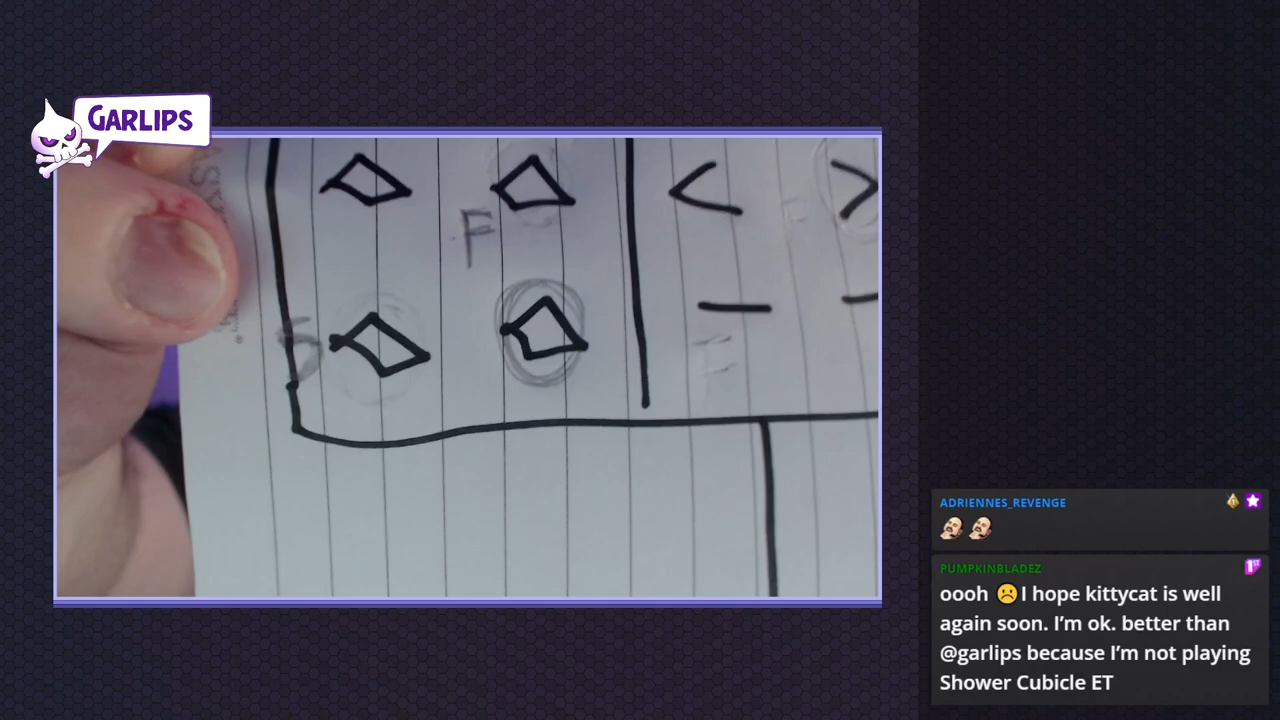 GARLIPS
F
S
F
ADRIENNES_REVENGE
PUMPKINBLADEZ
1ST
oooh ☹️I hope kittycat is well
again soon. I’m ok. better than
@garlips because I’m not playing
Shower Cubicle ET